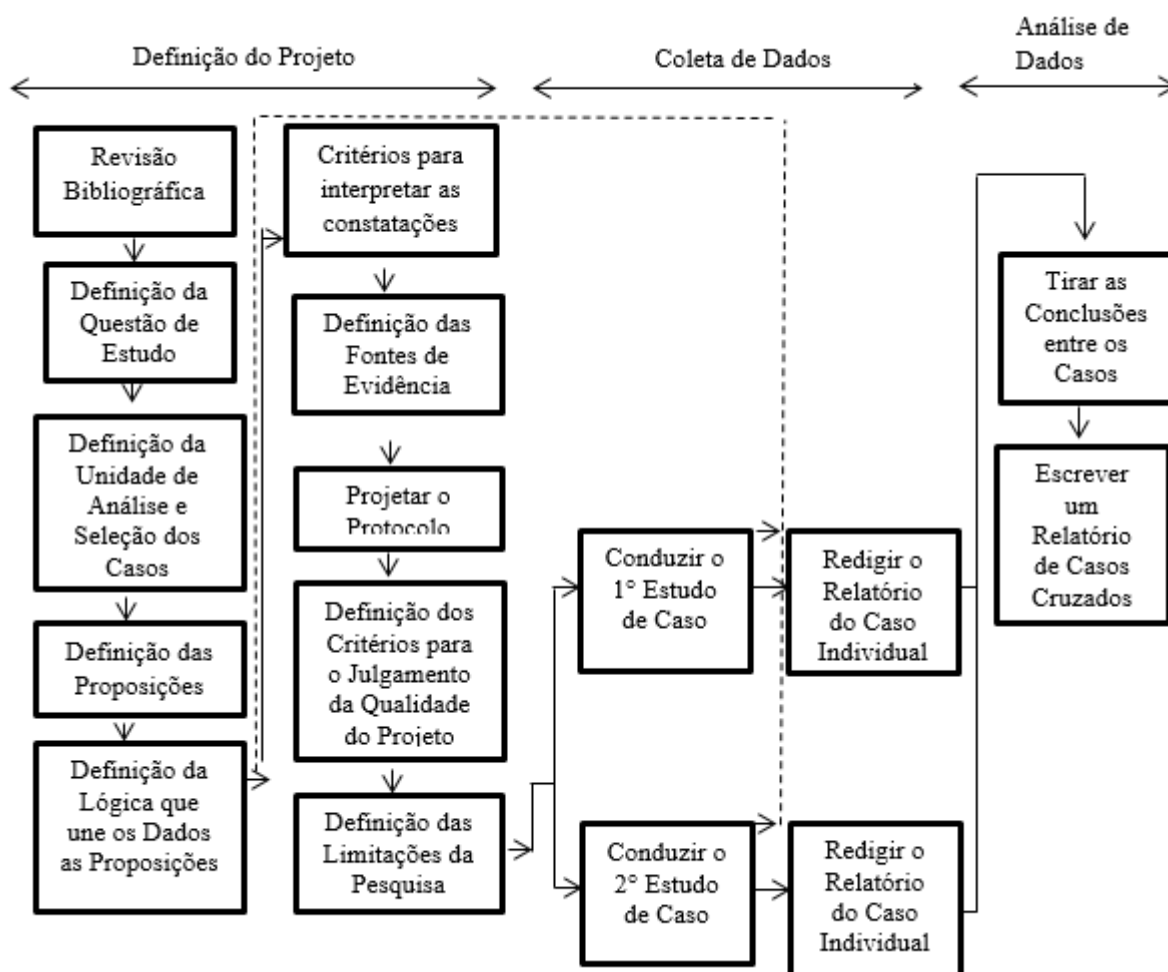 Definição do Projeto
Coleta de Dados
Análise de
Dados
Revisão
Bibliográfica
Definição da
Questão de
Estudo
Definição da
Unidade de
Análise e
Seleção dos
Casos
Definição das
Proposições
Definição da
Lógica que
une os Dados
as Proposições
Critérios para
interpretar as
constatações
Definição das
Fontes de
Evidência
Projetar o
Protocolo
Definição dos
Critérios para
o Julgamento
da Qualidade
do Projeto
Definição das
Limitações da
Pesquisa
Conduzir o
1° Estudo
de Caso
Redigir o
Relatório
do Caso
Individual
Conduzir o
2° Estudo
de Caso
Redigir o
Relatório
do Caso
Individual
Tirar as
Conclusões
entre os
Casos
Escrever
um
Relatório
de Casos
Cruzados